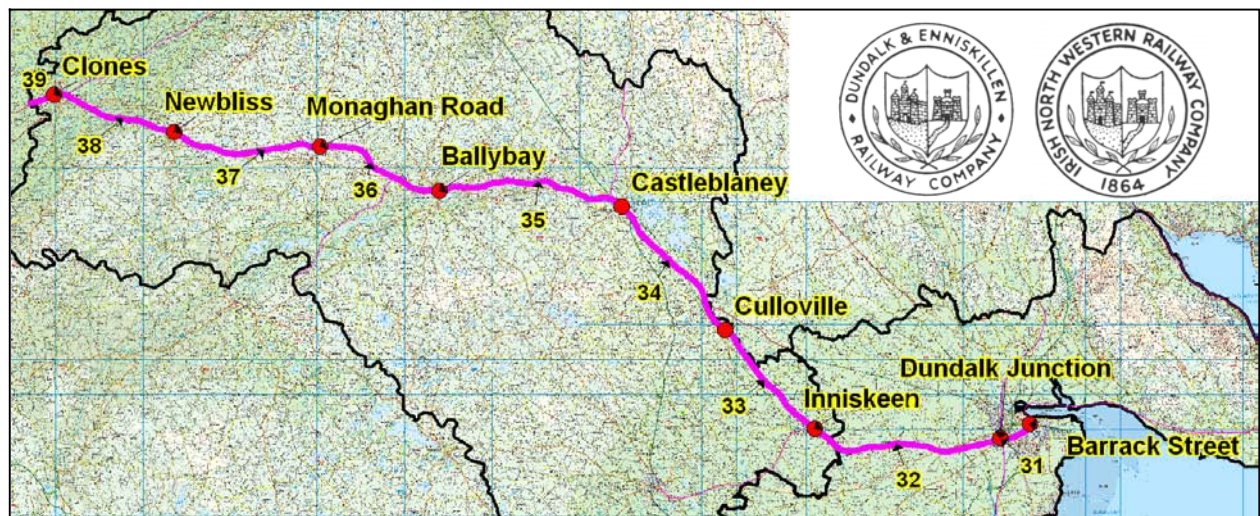 39
Clones
38
Newbliss
37
Monaghan Road
36
Ballybay
35
Castleblaney
34
Culloville
33
Inniskeen
32
Dundalk Junction
31
Barrack Street
DUNDALK & ENNISKILLEN
RAILWAY COMPANY
IRISH NORTH WESTERN RAILWAY COMPANY
1864